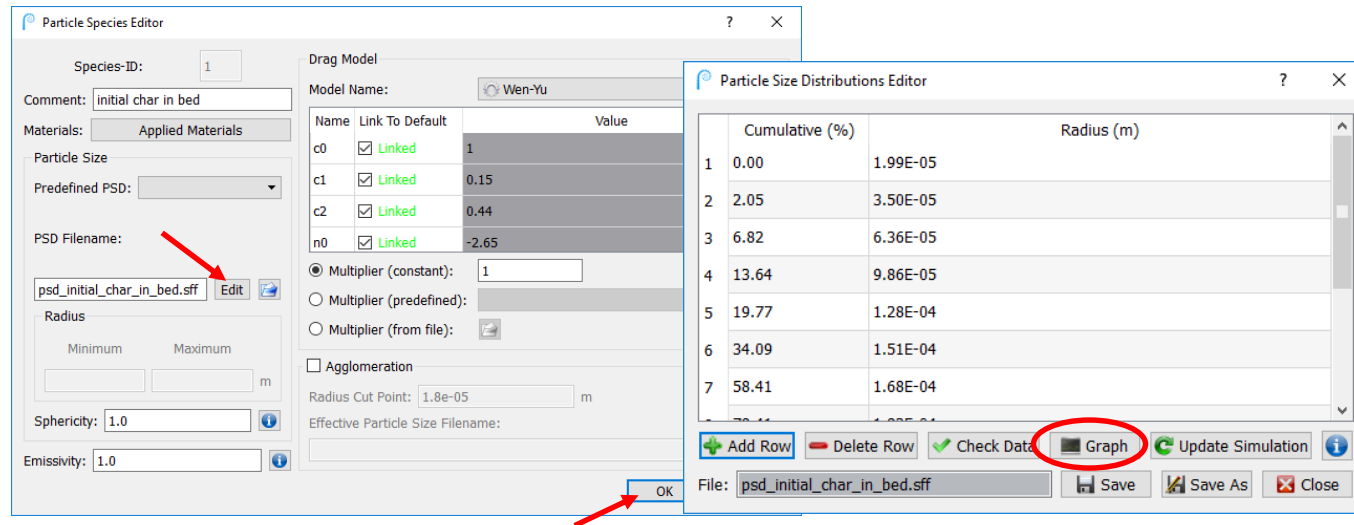 Particle Species Editor ? ×
Species-ID: 1
Comment: initial char in bed
Materials: Applied Materials
Particle Size
Predefined PSD:
PSD Filename:
psd_initial_char_in_bed.sff Edit
Radius
Minimum Maximum
m
Sphericity: 1.0
Emissivity: 1.0
Drag Model
Model Name: Wen-Yu
Name Link To Default Value
c0 Linked 1
c1 Linked 0.15
c2 Linked 0.44
n0 Linked -2.65
Multiplier (constant): 1
Multiplier (predefined):
Multiplier (from file):
Agglomeration
Radius Cut Point: 1.8e-05 m
Effective Particle Size Filename:
OK
Particle Size Distributions Editor ? ×
Cumulative (%) Radius (m)
1 0.00 1.99E-05
2 2.05 3.50E-05
3 6.82 6.36E-05
4 13.64 9.86E-05
5 19.77 1.28E-04
6 34.09 1.51E-04
7 58.41 1.68E-04
Add Row Delete Row Check Data Graph Update Simulation
File: psd_initial_char_in_bed.sff Save Save As Close